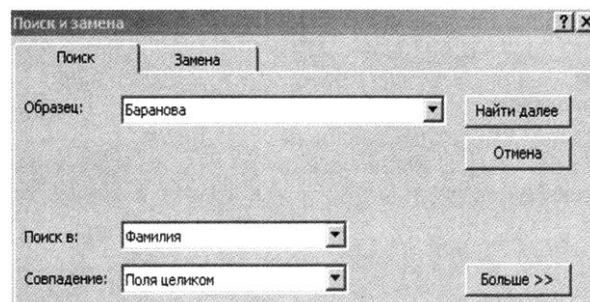 Поиск и замена
Поиск Замена
Образец: Баранова Найти далее
Отмена
Поиск в: Фамилия
Совпадение: Поля целиком Больше >>